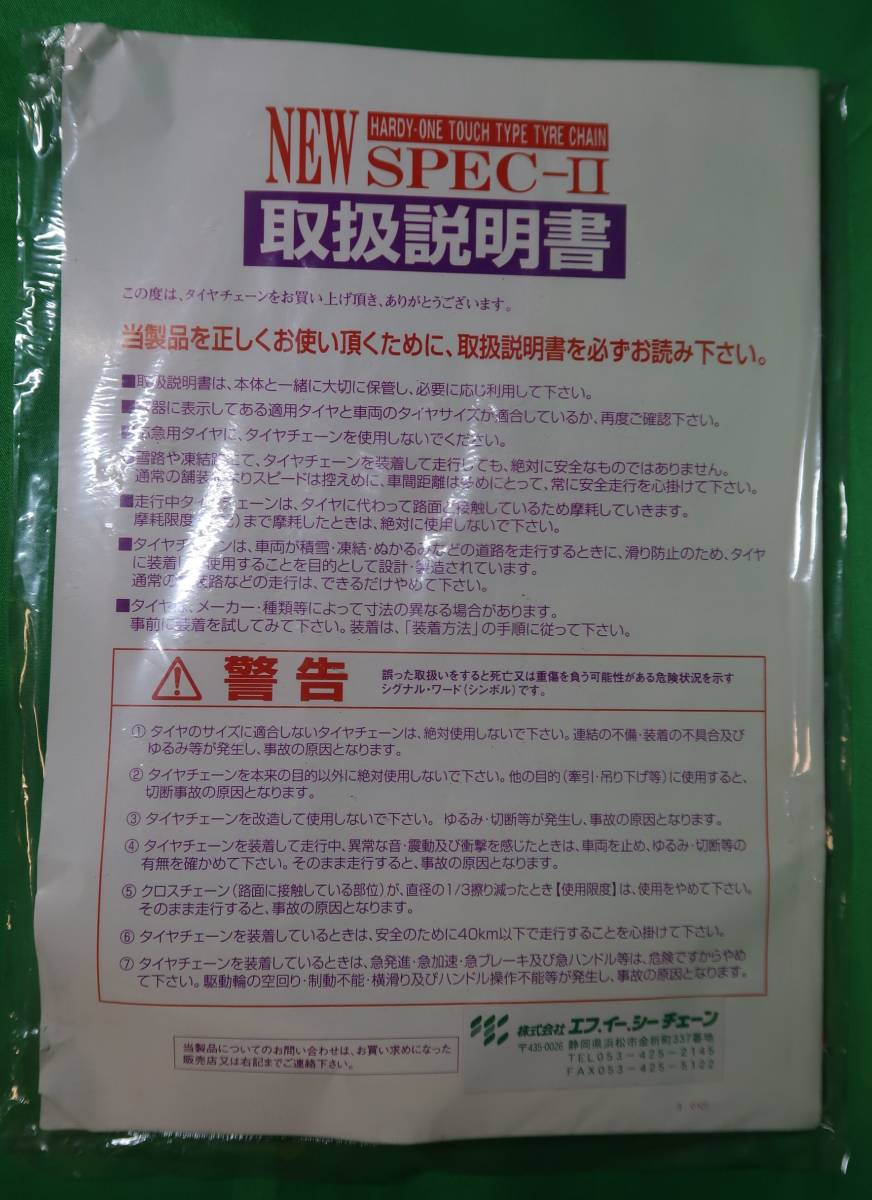 NEW HARDY-ONE TOUCH TYPE TYRE CHAIN
SPEC-II
取扱説明書
この度は、タイヤチェーンをお買い上げ頂き、ありがとうございます。
当製品を正しくお使い頂くために、取扱説明書を必ずお読み下さい。
■取扱説明書は、本体と一緒に大切に保管し、必要に応じ利用して下さい。
器に表示してある適用タイヤと車両のタイヤサイズが適合しているか、再度ご確認下さい。
急用タイヤに、タイヤチェーンを使用しないでください。
雪路や凍結路にて、タイヤチェーンを装着して走行しても、絶対に安全なものではありません。
通常の舗装 よりスピードは控えめに、車間距離は多めにとって、常に安全走行を心掛けて下さい。
■走行中タイヤチェーンは、タイヤに代わって路面と接触しているため摩耗していきます。
摩耗限度 まで摩耗したときは、絶対に使用しないで下さい。
■タイヤチェーンは、車両が積雪・凍結・ぬかるみなどの道路を走行するときに、滑り防止のため、タイヤ
に装着し 使用することを目的として設計・製造されています。
通常の 路などの走行は、できるだけやめて下さい。
■タイヤは、メーカー・種類等によって寸法の異なる場合があります。
事前に装着を試してみて下さい。装着は、「装着方法」の手順に従って下さい。
警告 誤った取扱いをすると死亡又は重傷を負う可能性がある危険状況を示す
シグナル・ワード(シンボル)です。
① タイヤのサイズに適合しないタイヤチェーンは、絶対使用しないで下さい。連結の不備・装着の不具合及び
ゆるみ等が発生し、事故の原因となります。
② タイヤチェーンを本来の目的以外に絶対使用しないで下さい。他の目的(牽引・吊り下げ等)に使用すると、
切断事故の原因となります。
③ タイヤチェーンを改造して使用しないで下さい。ゆるみ・切断等が発生し、事故の原因となります。
④ タイヤチェーンを装着して走行中、異常な音・震動及び衝撃を感じたときは、車両を止め、ゆるみ・切断等の
有無を確かめて下さい。そのまま走行すると、事故の原因となります。
⑤ クロスチェーン(路面に接触している部位)が、直径の1/3擦り減ったとき【使用限度】は、使用をやめて下さい。
そのまま走行すると、事故の原因となります。
⑥ タイヤチェーンを装着しているときは、安全のために40km以下で走行することを心掛けて下さい。
⑦ タイヤチェーンを装着しているときは、急発進・急加速・急ブレーキ及び急ハンドル等は、危険ですからやめ
て下さい。駆動輪の空回り・制動不能・横滑り及びハンドル操作不能等が発生し、事故の原因となります。
当製品についてのお問い合わせは、お買い求めになった
販売店又は右記までご連絡下さい。
株式会社 エフ.イー.シーチェーン
〒435-0026 静岡県浜松市金折町337番地
TEL053-425-2145
FAX053-425-5122